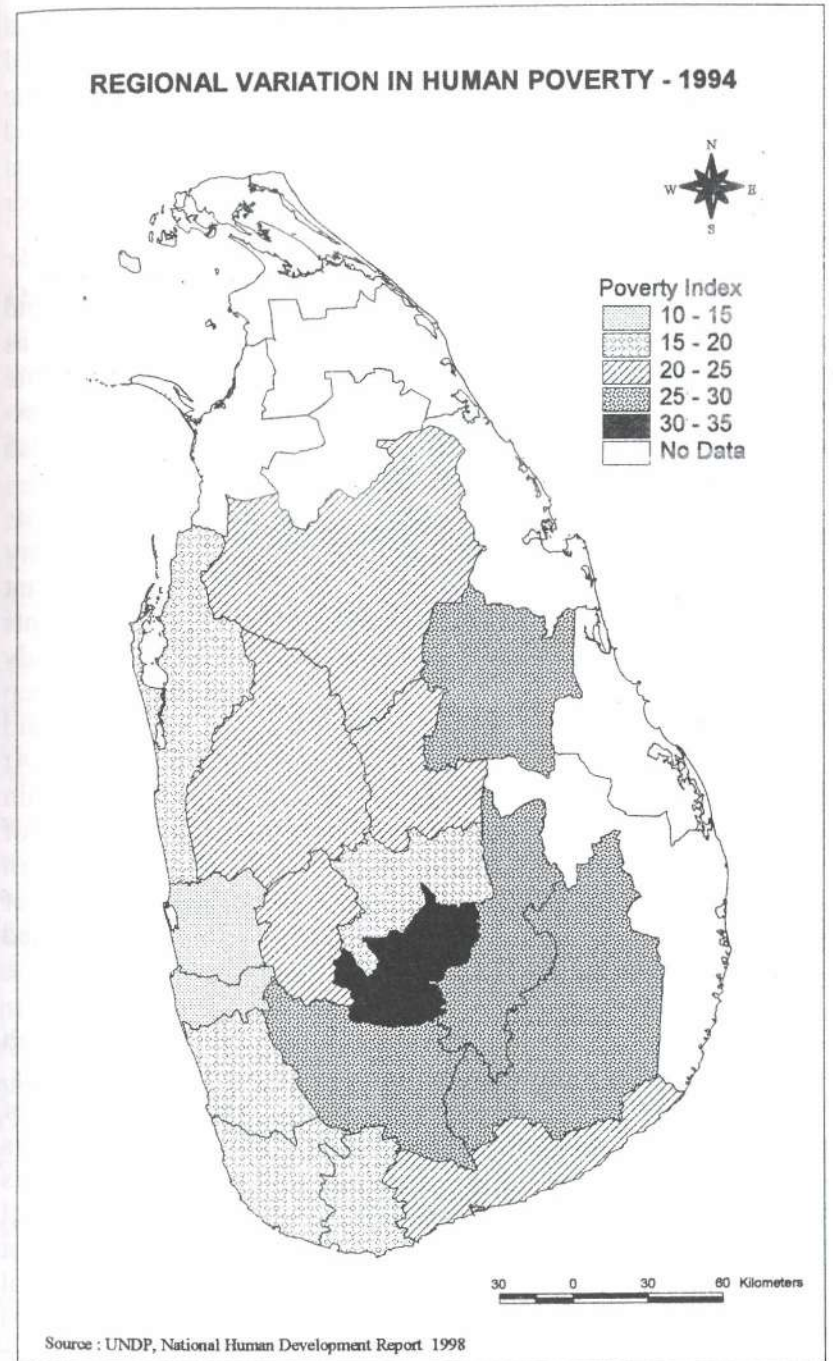 REGIONAL VARIATION IN HUMAN POVERTY - 1994
N
W E
S
Poverty Index
10 - 15
15 - 20
20 - 25
25 - 30
30 - 35
No Data
30 0 30 60 Kilometers
Source : UNDP, National Human Development Report 1998